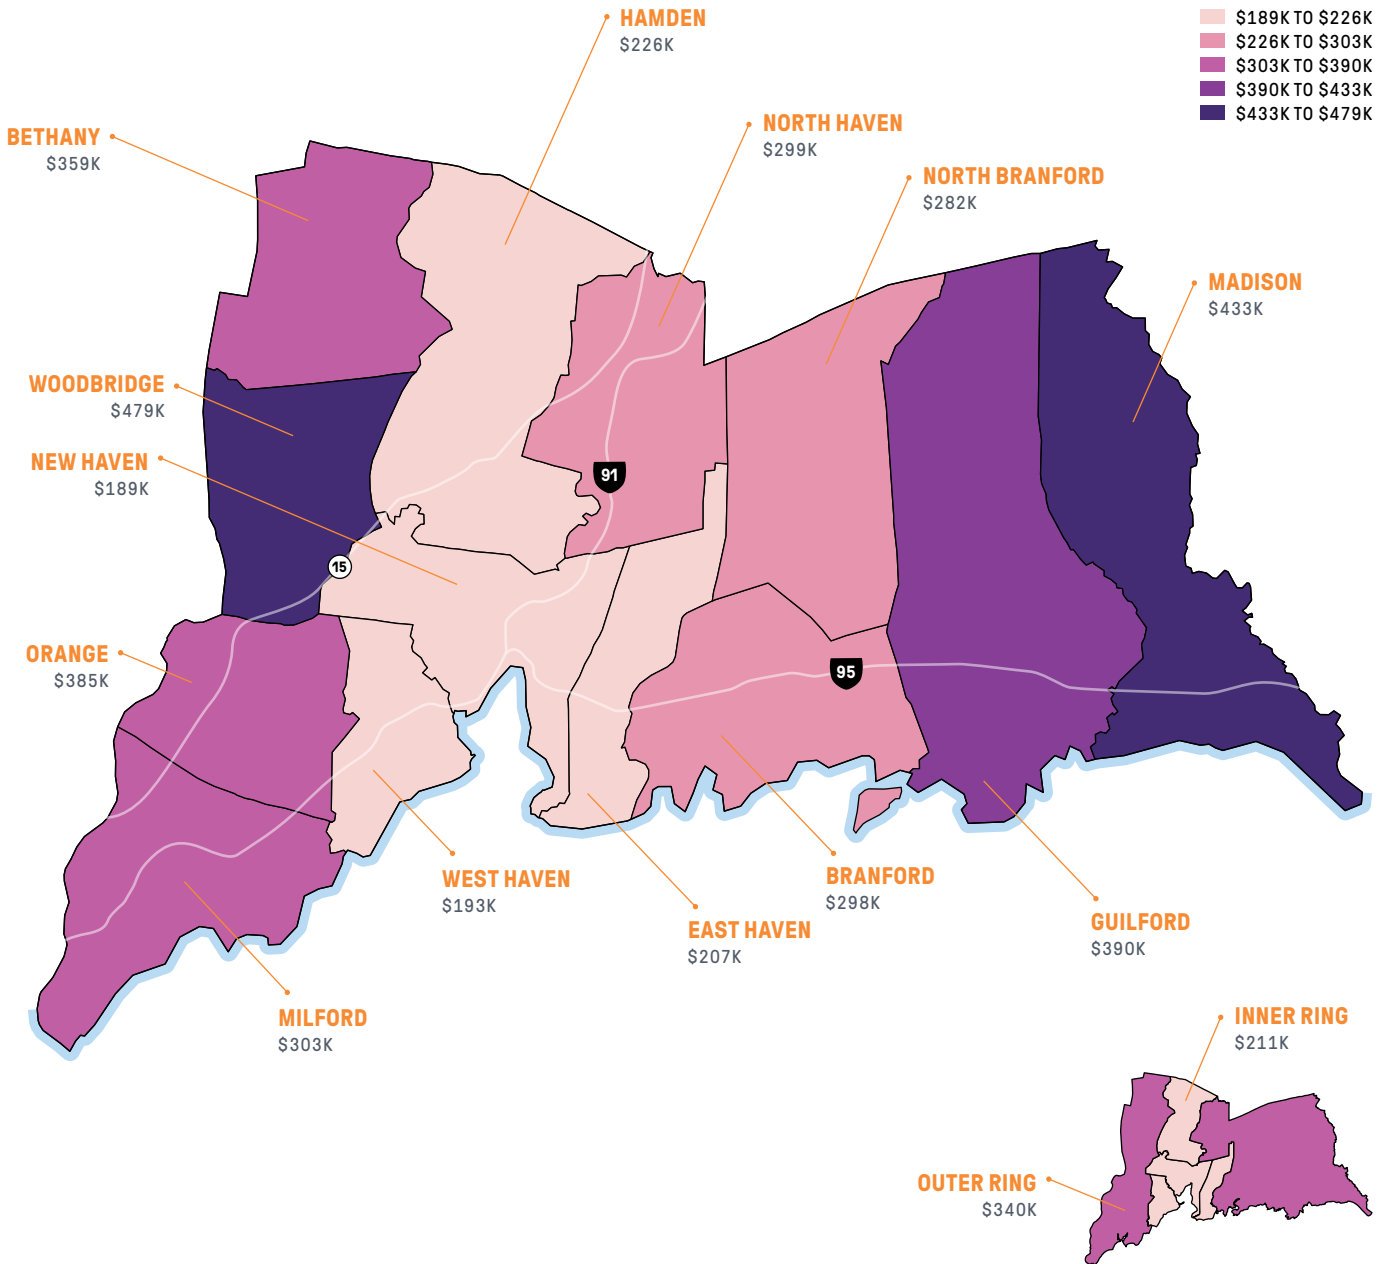 HAMDEN
$226K
$189K TO $226K
$226K TO $303K
$303K TO $390K
$390K TO $433K
$433K TO $479K
BETHANY
$359K
NORTH HAVEN
$299K
NORTH BRANFORD
$282K
MADISON
$433K
WOODBRIDGE
$479K
NEW HAVEN
$189K
91
15
ORANGE
$385K
95
WEST HAVEN
$193K
BRANFORD
$298K
EAST HAVEN
$207K
GUILFORD
$390K
MILFORD
$303K
INNER RING
$211K
OUTER RING
$340K